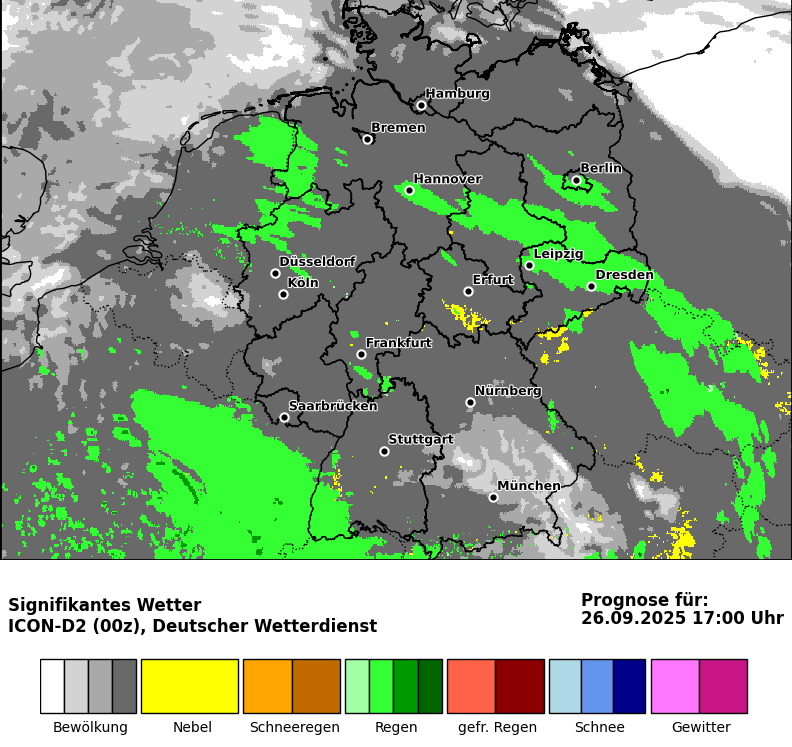 Hamburg
Bremen
Berlin
Hannover
Leipzig
Düsseldorf
Dresden
Erfurt
Köln
Frankfurt
Nürnberg
Saarbrücken
Stuttgart
München
Signifikantes Wetter
ICON-D2 (00z), Deutscher Wetterdienst
Prognose für:
26.09.2025 17:00 Uhr
Bewölkung Nebel Schneeregen Regen gefr. Regen Schnee Gewitter